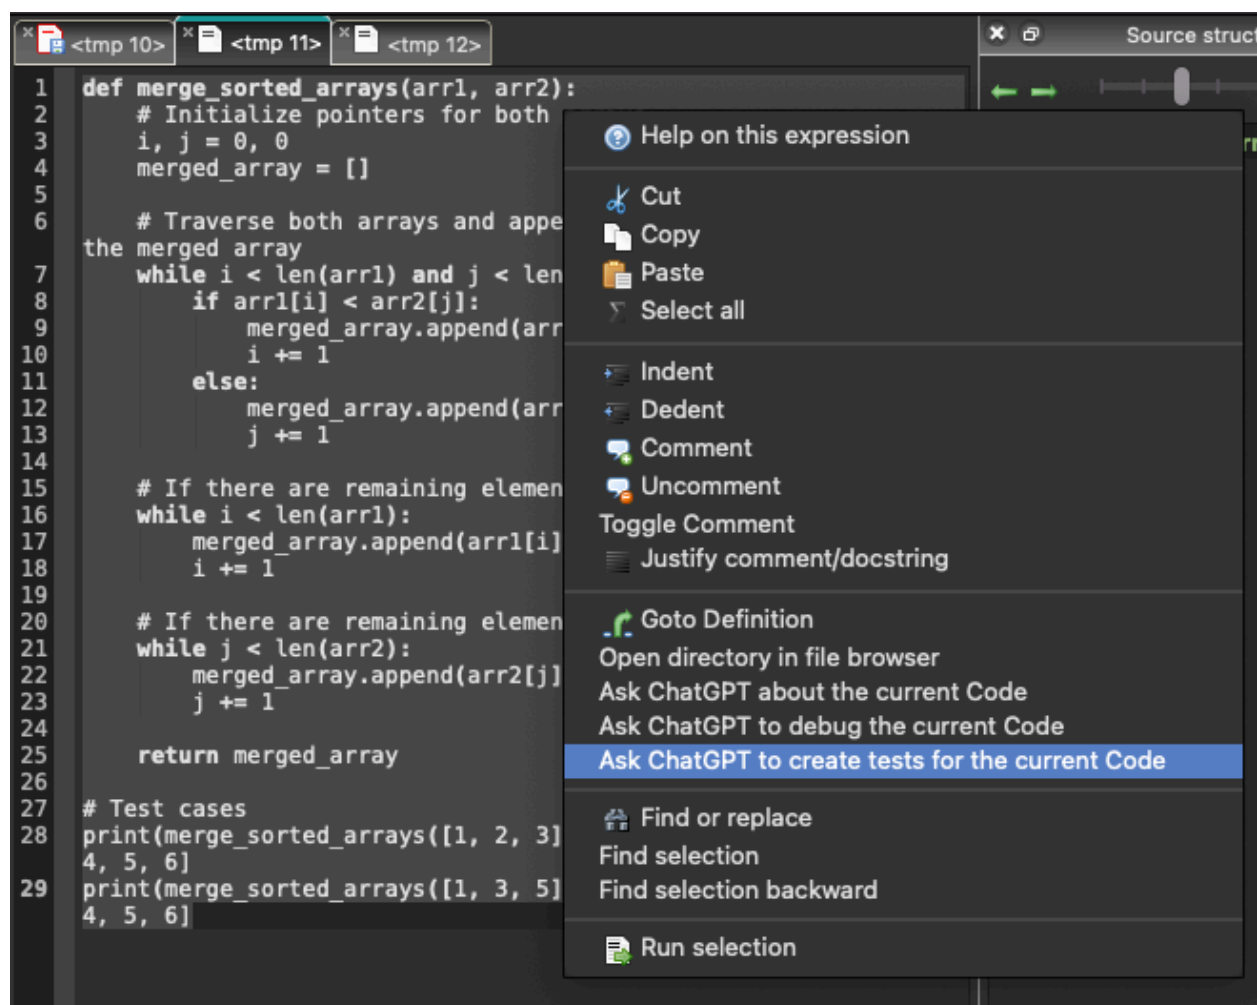 <tmp 10>
<tmp 11>
<tmp 12>
Source struct
1 def merge_sorted_arrays(arr1, arr2):
2 # Initialize pointers for both
3 i, j = 0, 0
4 merged_array = []
5
6 # Traverse both arrays and appe
the merged array
7 while i < len(arr1) and j < len
8 if arr1[i] < arr2[j]:
9 merged_array.append(arr
10 i += 1
11 else:
12 merged_array.append(arr
13 j += 1
14
15 # If there are remaining elemen
16 while i < len(arr1):
17 merged_array.append(arr1[i]
18 i += 1
19
20 # If there are remaining elemen
21 while j < len(arr2):
22 merged_array.append(arr2[j]
23 j += 1
24
25 return merged_array
26
27 # Test cases
28 print(merge_sorted_arrays([1, 2, 3]
4, 5, 6]
29 print(merge_sorted_arrays([1, 3, 5]
4, 5, 6]
Help on this expression
Cut
Copy
Paste
Select all
Indent
Dedent
Comment
Uncomment
Toggle Comment
Justify comment/docstring
Goto Definition
Open directory in file browser
Ask ChatGPT about the current Code
Ask ChatGPT to debug the current Code
Ask ChatGPT to create tests for the current Code
Find or replace
Find selection
Find selection backward
Run selection